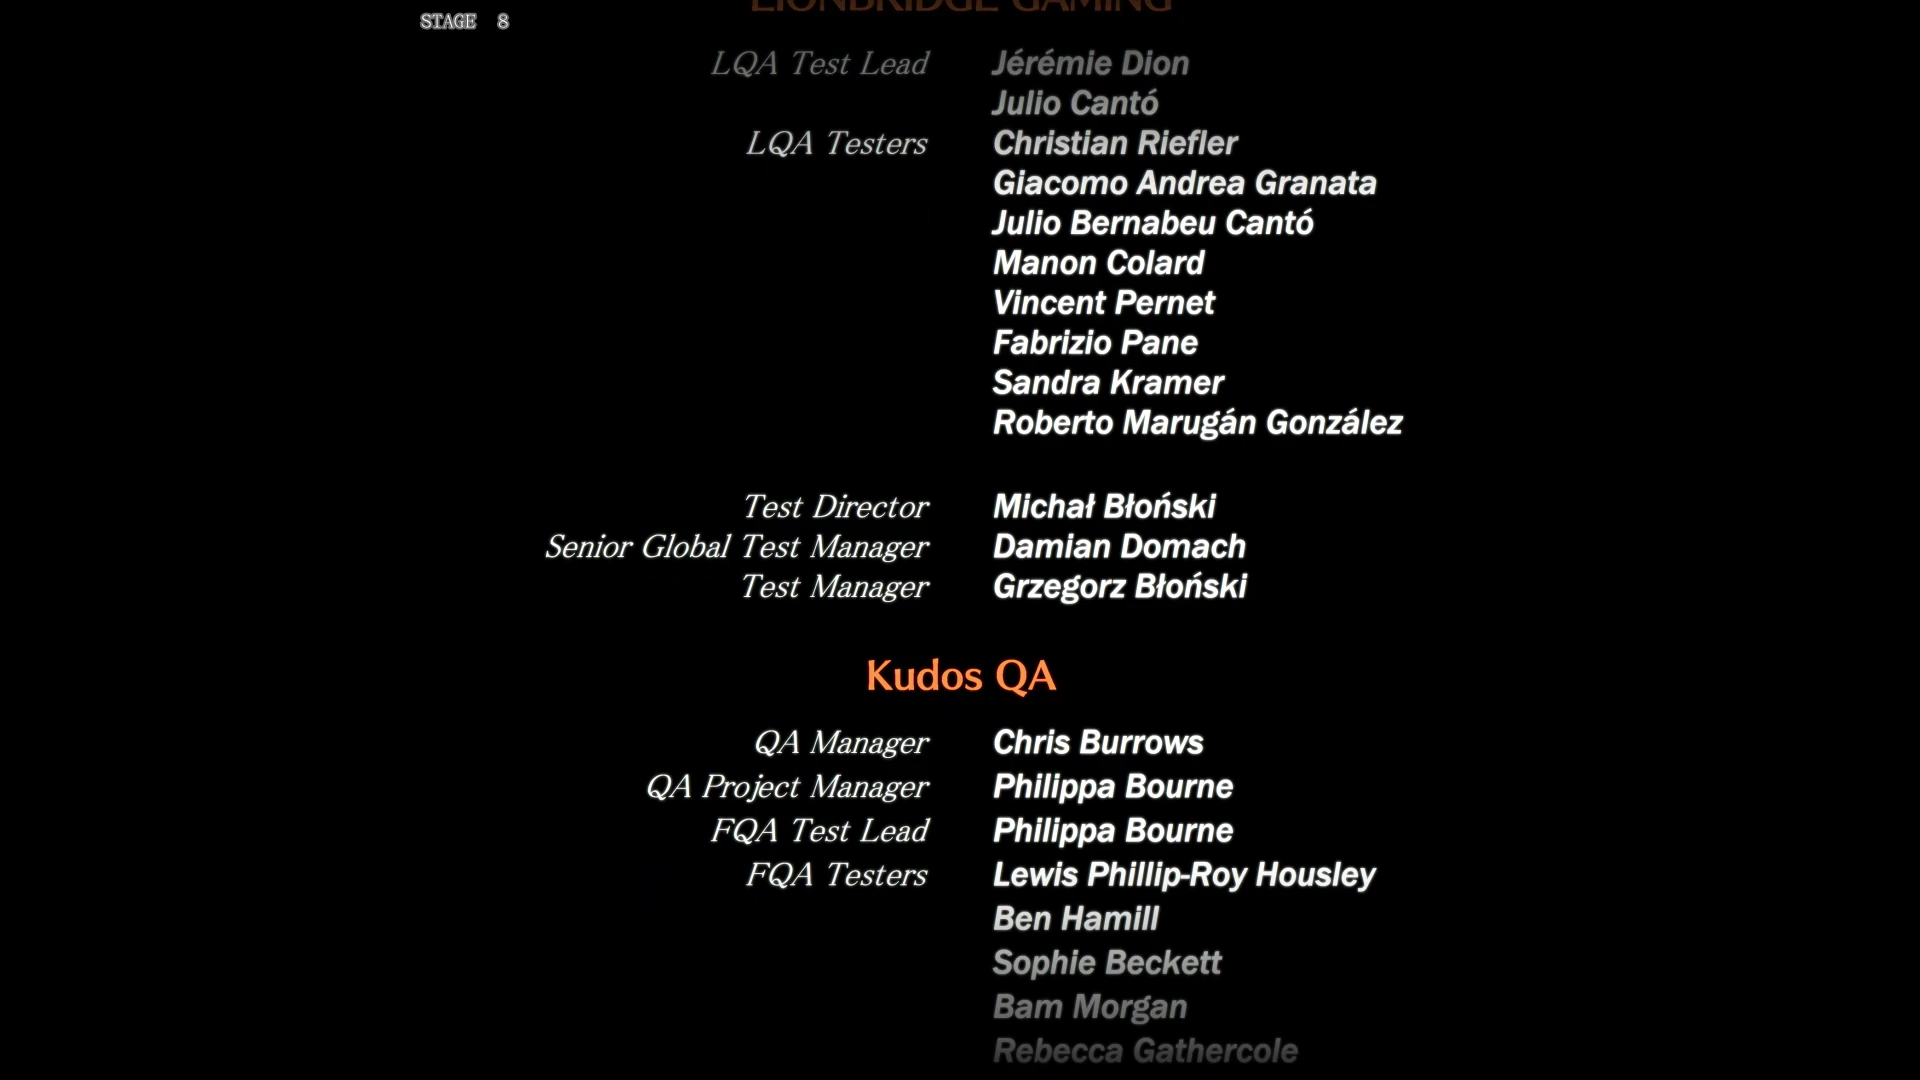 LIONBRIDGE GAMING
STAGE 8
LQA Test Lead Jérémie Dion
Julio Cantó
LQA Testers Christian Riefler
Giacomo Andrea Granata
Julio Bernabeu Cantó
Manon Colard
Vincent Pernet
Fabrizio Pane
Sandra Kramer
Roberto Marugán González
Test Director Michał Błoński
Senior Global Test Manager Damian Domach
Test Manager Grzegorz Błoński
Kudos QA
QA Manager Chris Burrows
QA Project Manager Philippa Bourne
FQA Test Lead Philippa Bourne
FQA Testers Lewis Phillip-Roy Housley
Ben Hamill
Sophie Beckett
Bam Morgan
Rebecca Gathercole